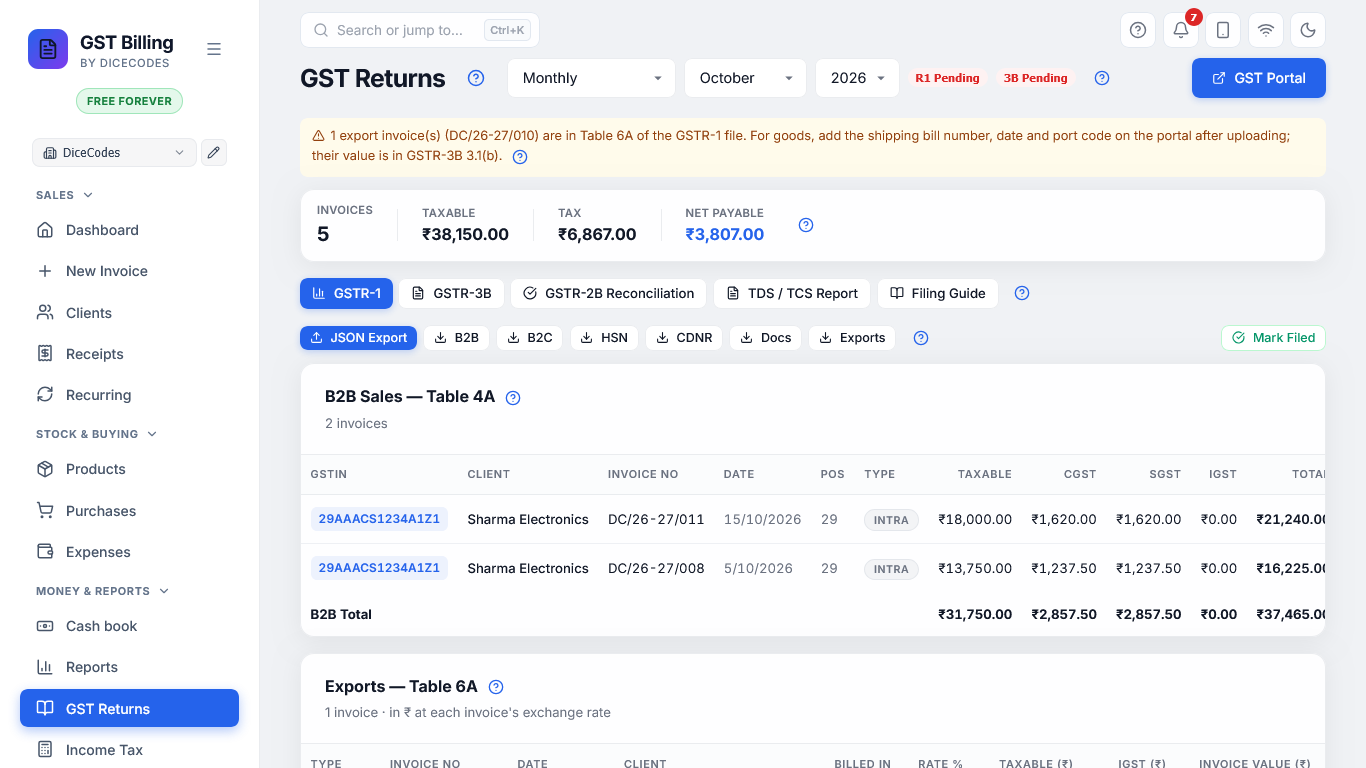 GST Billing
BY DICECODES
FREE FOREVER
DiceCodes
SALES
Dashboard
New Invoice
Clients
Receipts
Recurring
STOCK & BUYING
Products
Purchases
Expenses
MONEY & REPORTS
Cash book
Reports
GST Returns
Income Tax
Search or jump to... Ctrl+K
7
GST Returns Monthly October 2026 R1 Pending 3B Pending GST Portal
1 export invoice(s) (DC/26-27/010) are in Table 6A of the GSTR-1 file. For goods, add the shipping bill number, date and port code on the portal after uploading;
their value is in GSTR-3B 3.1(b).
INVOICES TAXABLE TAX NET PAYABLE
5 ₹38,150.00 ₹6,867.00 ₹3,807.00
GSTR-1 GSTR-3B GSTR-2B Reconciliation TDS / TCS Report Filing Guide
JSON Export B2B B2C HSN CDNR Docs Exports Mark Filed
B2B Sales — Table 4A
2 invoices
GSTIN CLIENT INVOICE NO DATE POS TYPE TAXABLE CGST SGST IGST TOTAL
29AAACS1234A1Z1 Sharma Electronics DC/26-27/011 15/10/2026 29 INTRA ₹18,000.00 ₹1,620.00 ₹1,620.00 ₹0.00 ₹21,240.00
29AAACS1234A1Z1 Sharma Electronics DC/26-27/008 5/10/2026 29 INTRA ₹13,750.00 ₹1,237.50 ₹1,237.50 ₹0.00 ₹16,225.00
B2B Total ₹31,750.00 ₹2,857.50 ₹2,857.50 ₹0.00 ₹37,465.00
Exports — Table 6A
1 invoice · in ₹ at each invoice's exchange rate
TYPE INVOICE NO DATE CLIENT BILLED IN RATE % TAXABLE (₹) IGST (₹) INVOICE VALUE (₹)